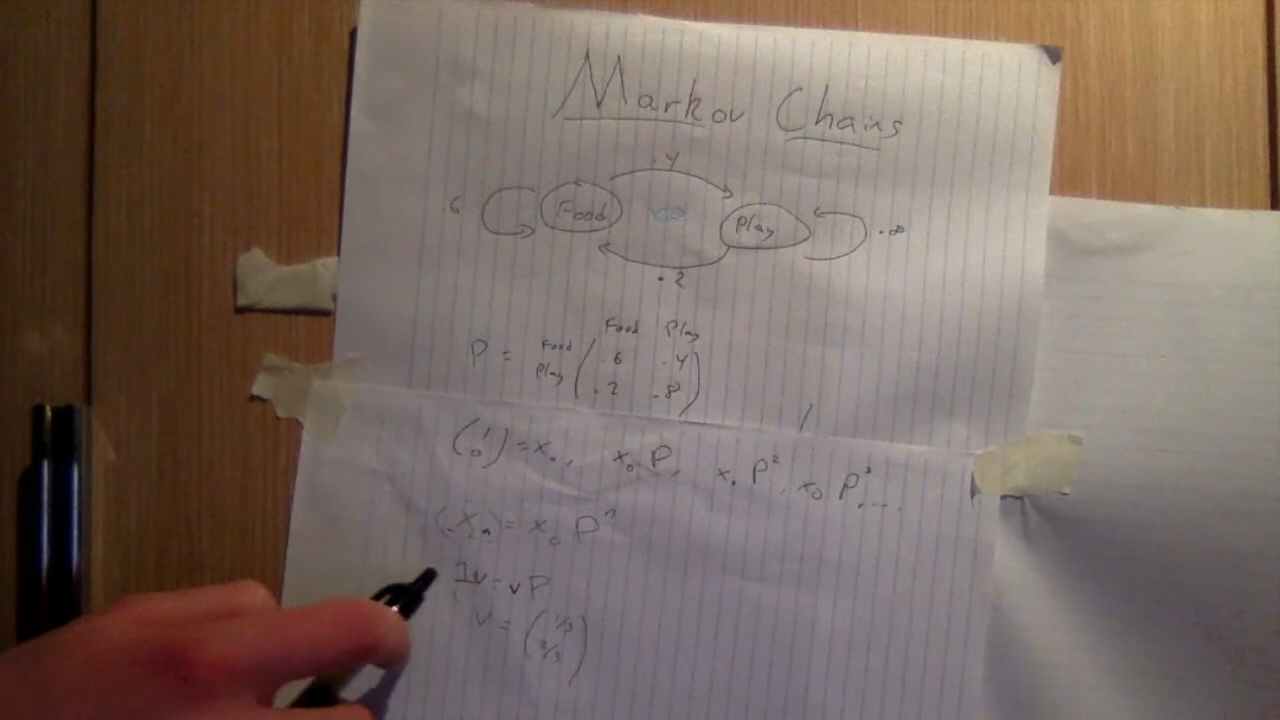 Markov Chains
.4
6 Food Play .8
.2
Food Play
P = Food ( .6 .4 )
Play ( .2 .8 )
(1 0) = x₀, x₀ P, x₀ P², x₀ P³, ....
(Xₙ) = x₀ Pⁿ
1v = v P
v = (1/3 2/3)